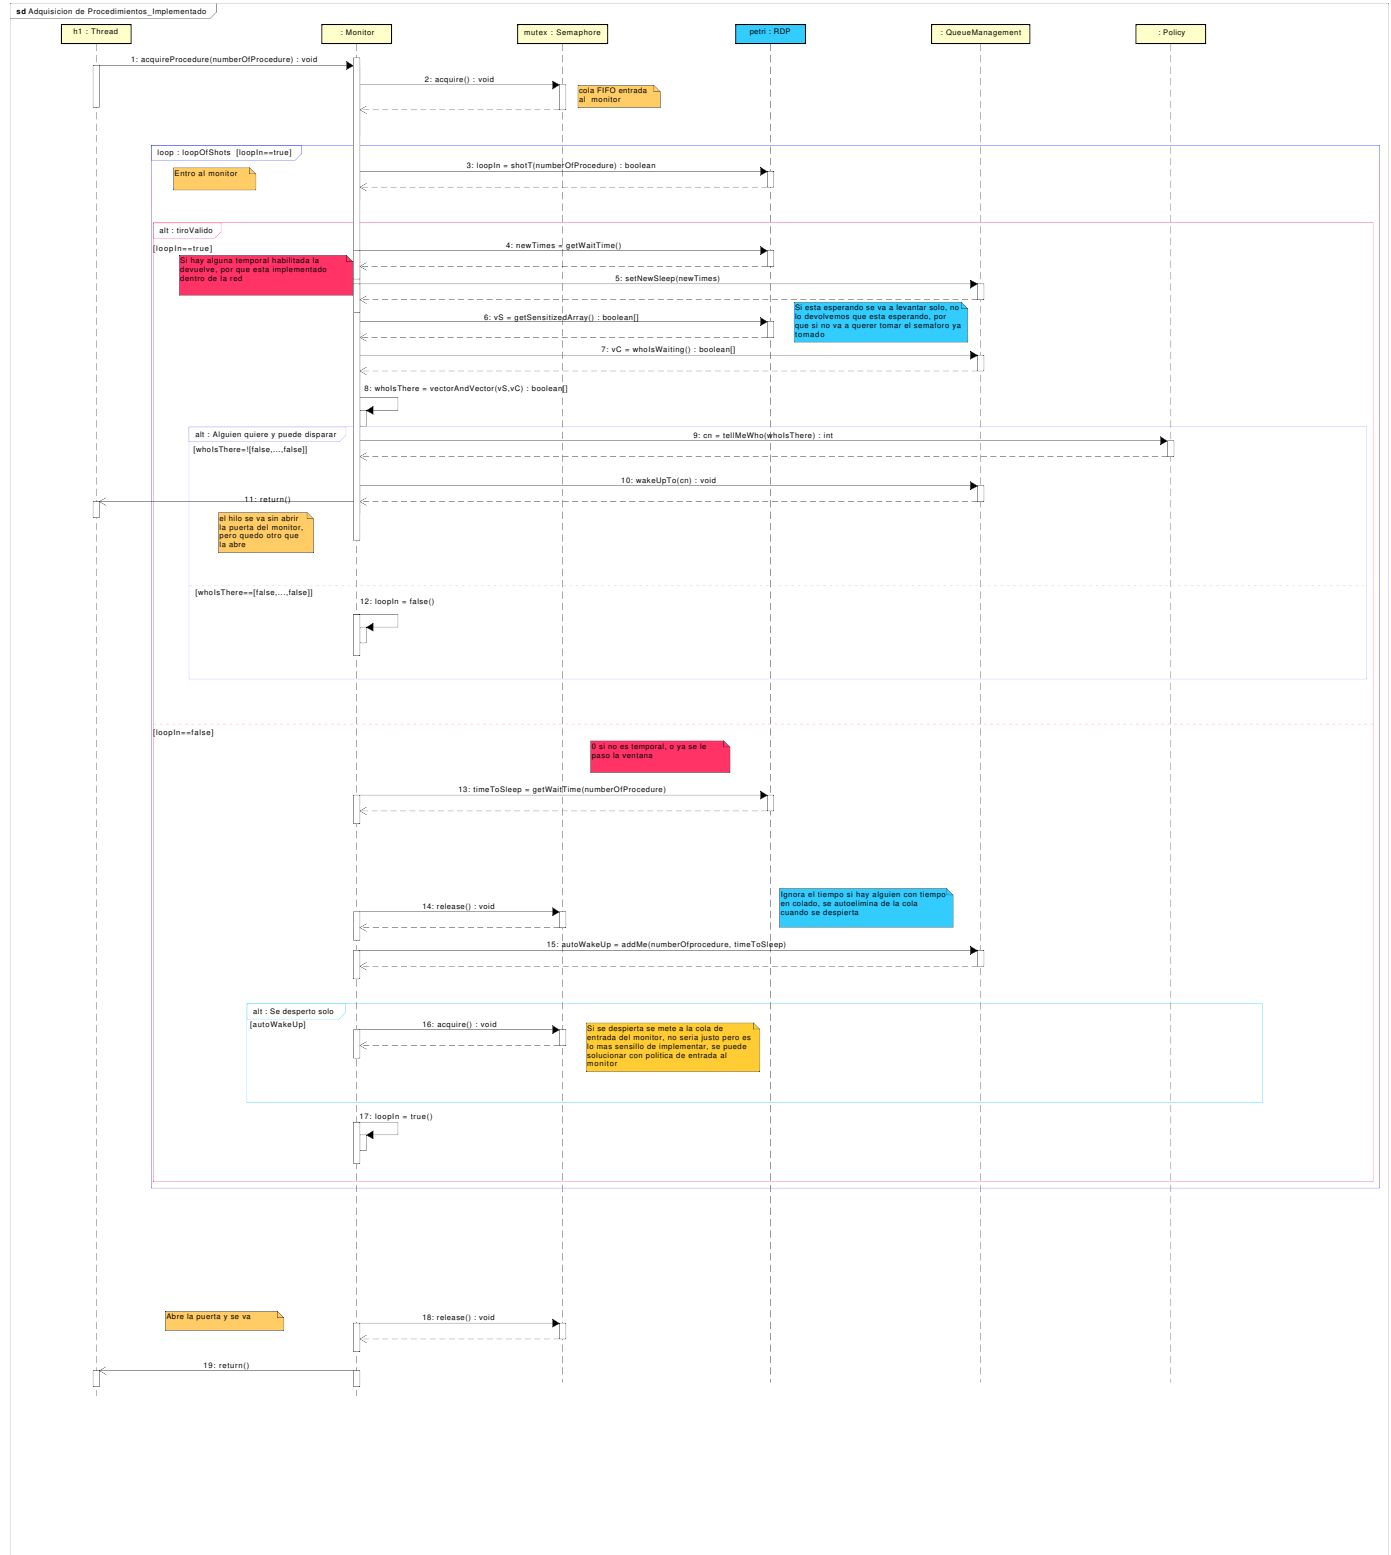 sd Adquisicion de Procedimientos_Implementado
h1 : Thread
: Monitor
mutex : Semaphore
petri : RDP
: QueueManagement
: Policy
1: acquireProcedure(numberOfProcedure) : void
2: acquire() : void
cola FIFO entrada
al monitor
loop : loopOfShots [loopIn==true]
3: loopIn = shotT(numberOfProcedure) : boolean
Entro al monitor
alt : tiroValido
[loopIn==true]
4: newTimes = getWaitTime()
Si hay alguna temporal habilitada la
devuelve, por que esta implementado
dentro de la red
5: setNewSleep(newTimes)
Si esta esperando se va a levantar solo, no
lo devolvemos que esta esperando, por
que si no va a querer tomar el semaforo ya
tomado
6: vS = getSensitizedArray() : boolean[]
7: vC = whoIsWaiting() : boolean[]
8: whoIsThere = vectorAndVector(vS,vC) : boolean[]
alt : Alguien quiere y puede disparar
[whoIsThere=![false,...,false]]
9: cn = tellMeWho(whoIsThere) : int
10: wakeUpTo(cn) : void
11: return()
el hilo se va sin abrir
la puerta del monitor,
pero quedo otro que
la abre
[whoIsThere==[false,...,false]]
12: loopIn = false()
[loopIn==false]
0 si no es temporal, o ya se le
paso la ventana
13: timeToSleep = getWaitTime(numberOfProcedure)
Ignora el tiempo si hay alguien con tiempo
en colado, se autoelimina de la cola
cuando se despierta
14: release() : void
15: autoWakeUp = addMe(numberOfprocedure, timeToSleep)
alt : Se desperto solo
[autoWakeUp]
16: acquire() : void
Si se despierta se mete a la cola de
entrada del monitor, no seria justo pero es
lo mas sensillo de implementar, se puede
solucionar con politica de entrada al
monitor
17: loopIn = true()
Abre la puerta y se va
18: release() : void
19: return()